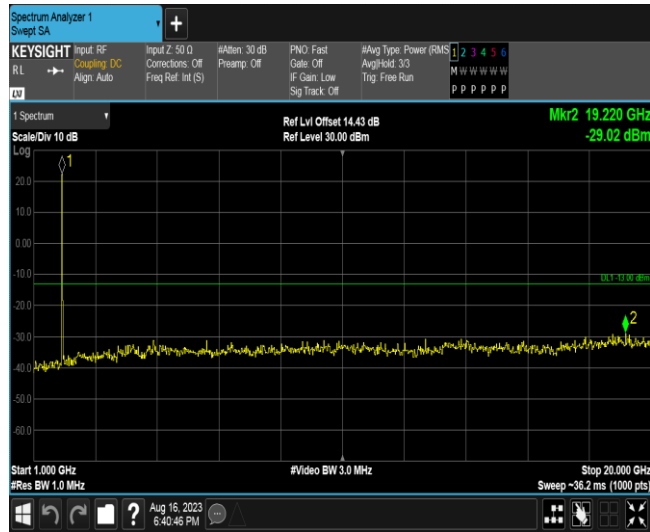 Spectrum Analyzer 1
Swept SA
+
KEYSIGHT
RL
LXI
Input: RF
Coupling: DC
Align: Auto
Input Z: 50 Ω
Corrections: Off
Freq Ref: Int (S)
#Atten: 30 dB
Preamp: Off
PNO: Fast
Gate: Off
IF Gain: Low
Sig Track: Off
#Avg Type: Power (RMS
Avg|Hold: 3/3
Trig: Free Run
1 2 3 4 5 6
M W W W W W
P P P P P P
1 Spectrum
Scale/Div 10 dB
Ref Lvl Offset 14.43 dB
Ref Level 30.00 dBm
Mkr2 19.220 GHz
-29.02 dBm
Log
1
20.0
10.0
0.00
-10.0
DL1 -13.00 dBm
-20.0
2
-30.0
-40.0
-50.0
-60.0
Start 1.000 GHz
#Video BW 3.0 MHz
Stop 20.000 GHz
#Res BW 1.0 MHz
Sweep ~36.2 ms (1000 pts)
?
Aug 16, 2023
6:40:46 PM